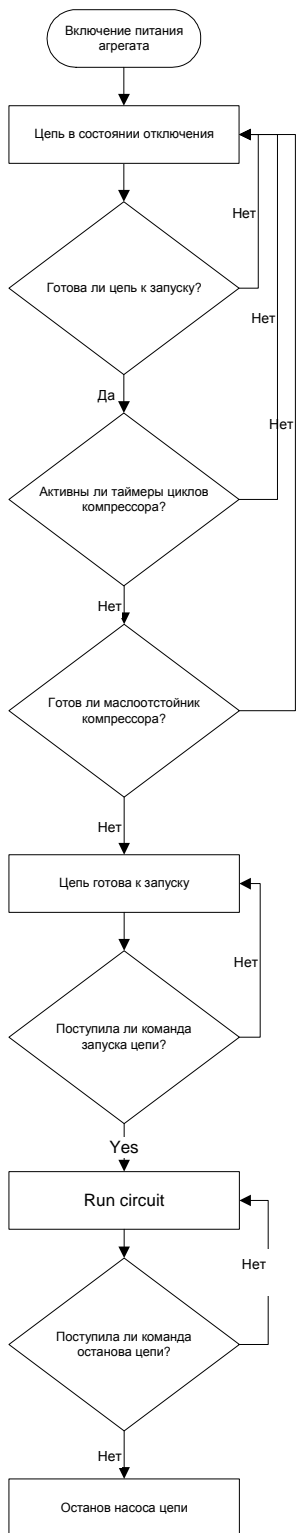 Включение питания
агрегата
Цепь в состоянии отключения
Нет
Готова ли цепь к запуску?
Нет
Да
Нет
Активны ли таймеры циклов
компрессора?
Нет
Готов ли маслоотстойник
компрессора?
Нет
Цепь готова к запуску
Нет
Поступила ли команда
запуска цепи?
Yes
Run circuit
Нет
Поступила ли команда
останова цепи?
Нет
Останов насоса цепи